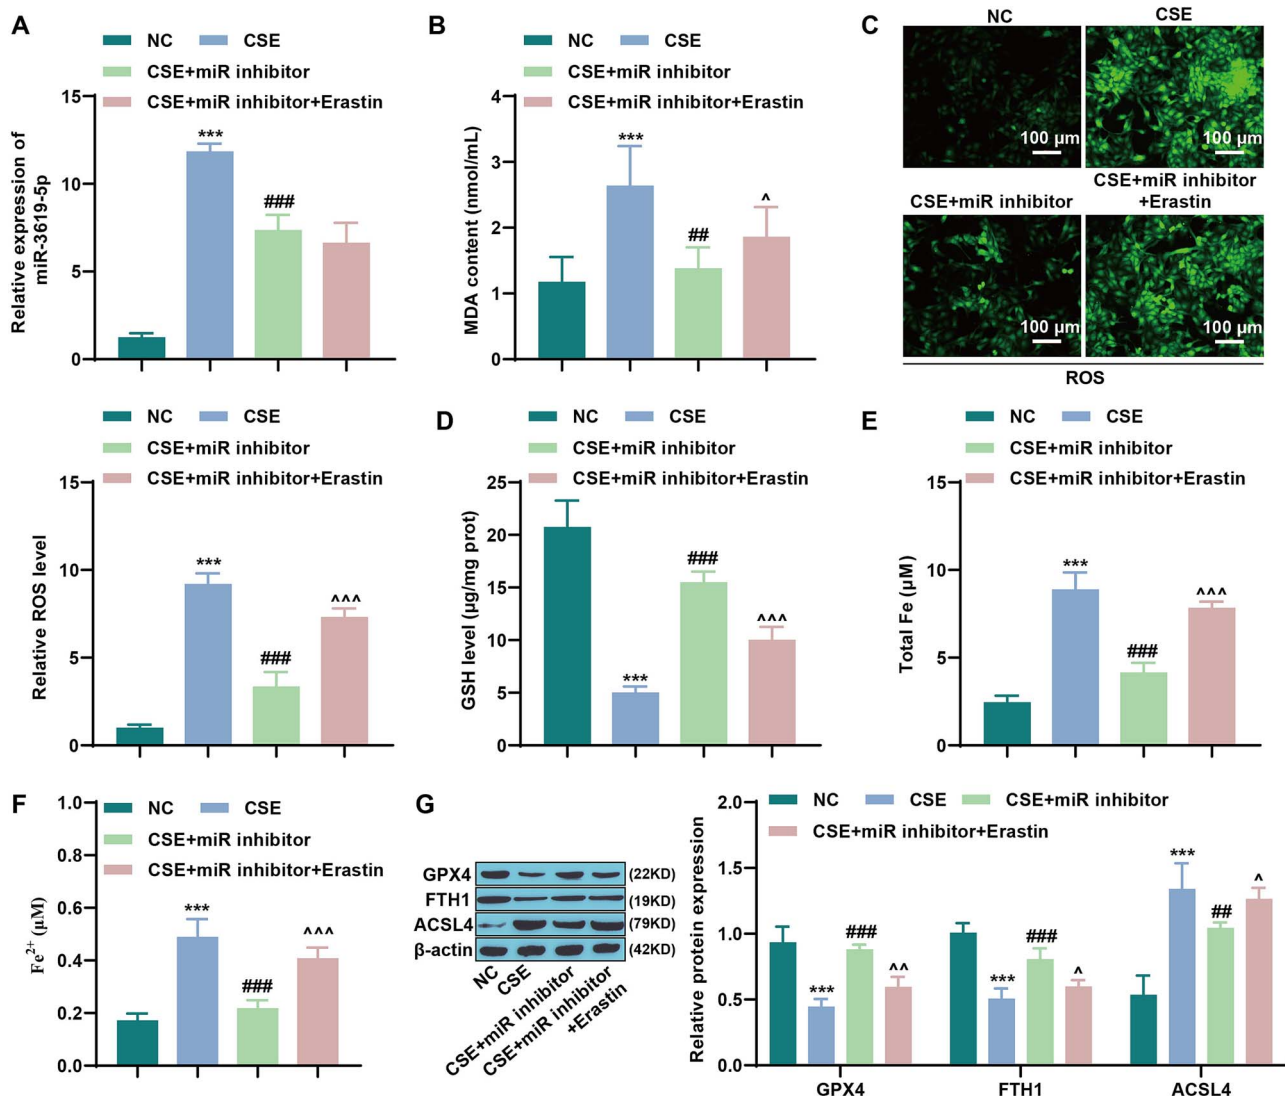 A
NC CSE
CSE+miR inhibitor
CSE+miR inhibitor+Erastin
Relative expression of
miR-3619-5p
15
10
5
0
***
###
B
NC CSE
CSE+miR inhibitor
CSE+miR inhibitor+Erastin
MDA content (nmol/mL)
4
3
2
1
0
***
##
^
C
NC
CSE
100 μm
100 μm
CSE+miR inhibitor
CSE+miR inhibitor
+Erastin
100 μm
100 μm
ROS
NC CSE
CSE+miR inhibitor
CSE+miR inhibitor+Erastin
Relative ROS level
15
10
5
0
***
###
^^^
D
NC CSE
CSE+miR inhibitor
CSE+miR inhibitor+Erastin
GSH level (μg/mg prot)
25
20
15
10
5
0
***
###
^^^
E
NC CSE
CSE+miR inhibitor
CSE+miR inhibitor+Erastin
Total Fe (μM)
15
10
5
0
***
###
^^^
F
NC CSE
CSE+miR inhibitor
CSE+miR inhibitor+Erastin
Fe²⁺ (μM)
1.0
0.8
0.6
0.4
0.2
0.0
***
###
^^^
G
GPX4 (22KD)
FTH1 (19KD)
ACSL4 (79KD)
β-actin (42KD)
NC
CSE
CSE+miR inhibitor
CSE+miR inhibitor
+Erastin
NC CSE CSE+miR inhibitor
CSE+miR inhibitor+Erastin
Relative protein expression
2.0
1.5
1.0
0.5
0.0
***
###
^^
***
###
^
***
##
^
GPX4 FTH1 ACSL4